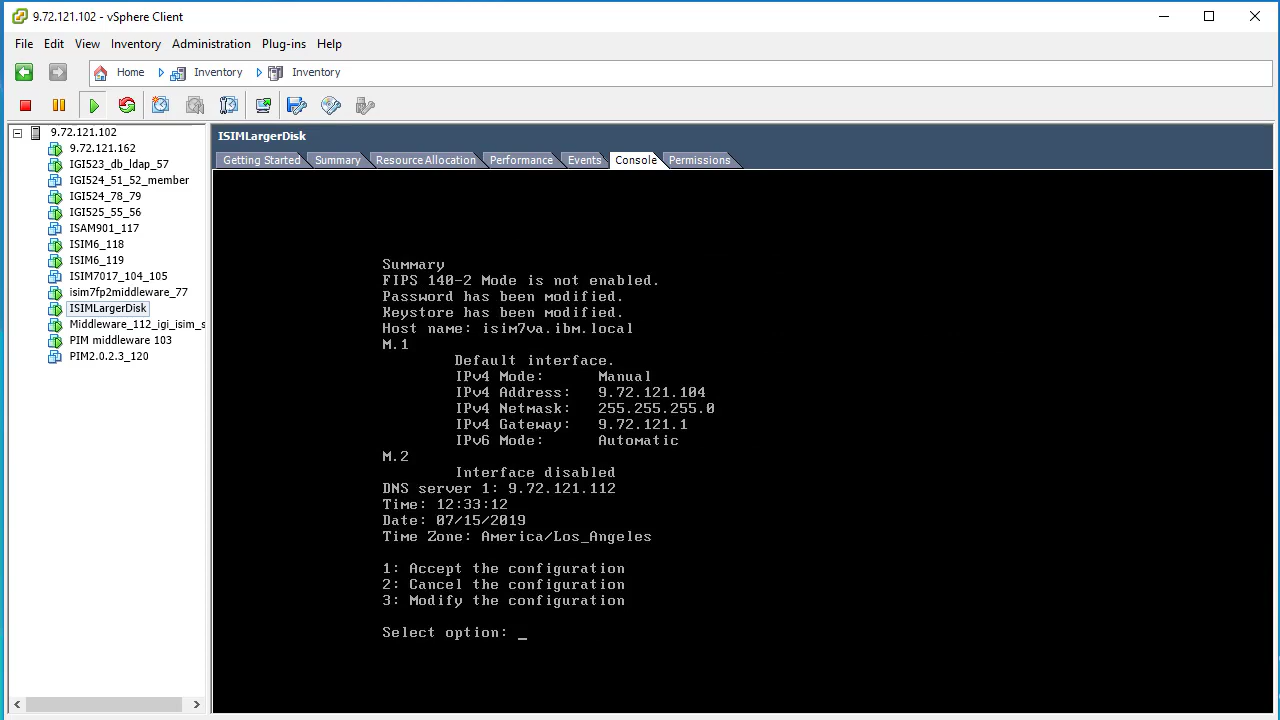 9.72.121.102 - vSphere Client
File Edit View Inventory Administration Plug-ins Help
Home Inventory Inventory
9.72.121.102
9.72.121.162
IGI523_db_ldap_57
IGI524_51_52_member
IGI524_78_79
IGI525_55_56
ISAM901_117
ISIM6_118
ISIM6_119
ISIM7017_104_105
isim7fp2middleware_77
ISIMLargerDisk
Middleware_112_igi_isim_s
PIM middleware 103
PIM2.0.2.3_120
ISIMLargerDisk
Getting Started Summary Resource Allocation Performance Events Console Permissions
Summary
FIPS 140-2 Mode is not enabled.
Password has been modified.
Keystore has been modified.
Host name: isim7va.ibm.local
M.1
Default interface.
IPv4 Mode: Manual
IPv4 Address: 9.72.121.104
IPv4 Netmask: 255.255.255.0
IPv4 Gateway: 9.72.121.1
IPv6 Mode: Automatic
M.2
Interface disabled
DNS server 1: 9.72.121.112
Time: 12:33:12
Date: 07/15/2019
Time Zone: America/Los_Angeles
1: Accept the configuration
2: Cancel the configuration
3: Modify the configuration
Select option: _